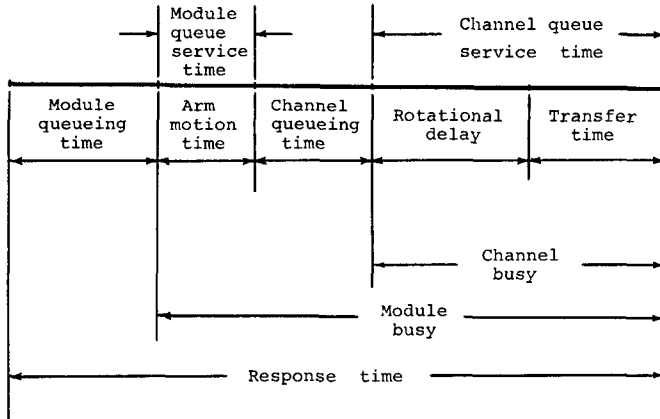 Module
queue
service
time
Channel queue
service time
Module
queueing
time
Arm
motion
time
Channel
queueing
time
Rotational
delay
Transfer
time
Channel
busy
Module
busy
Response time